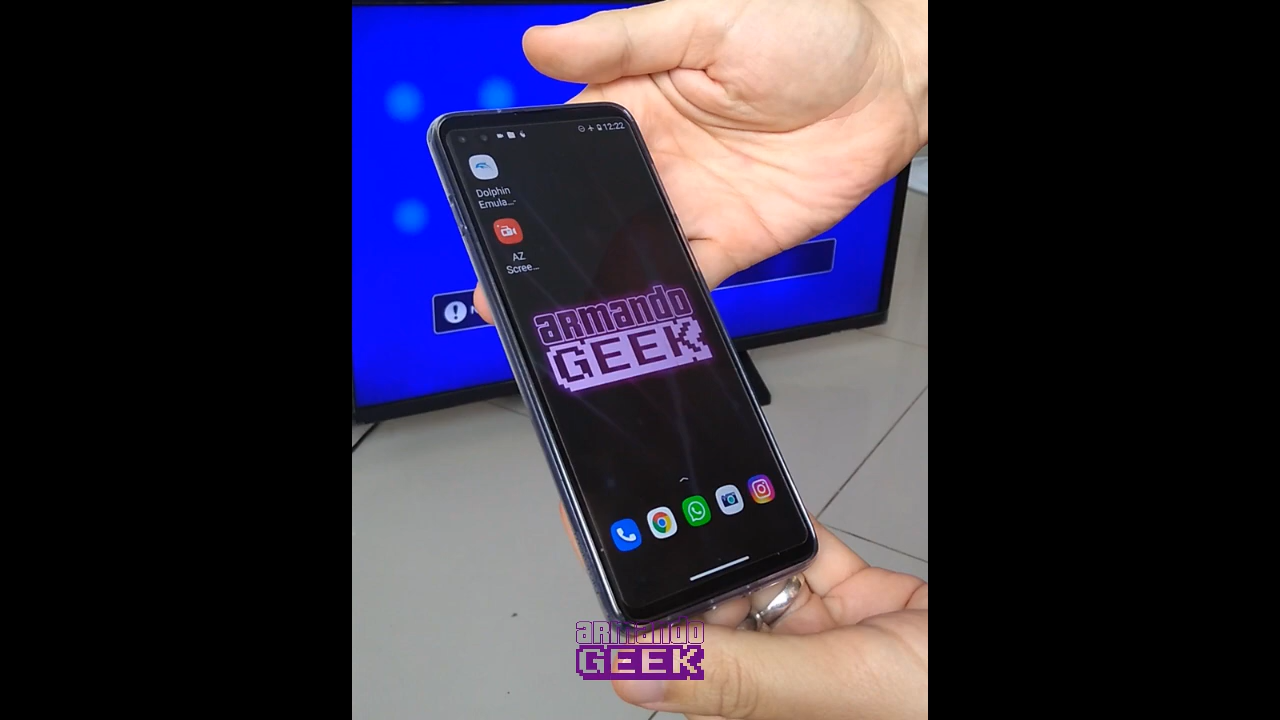 12:22
Dolphin
Emula...
AZ
Scree...
aRmando
GEEK
aRmando
GEEK